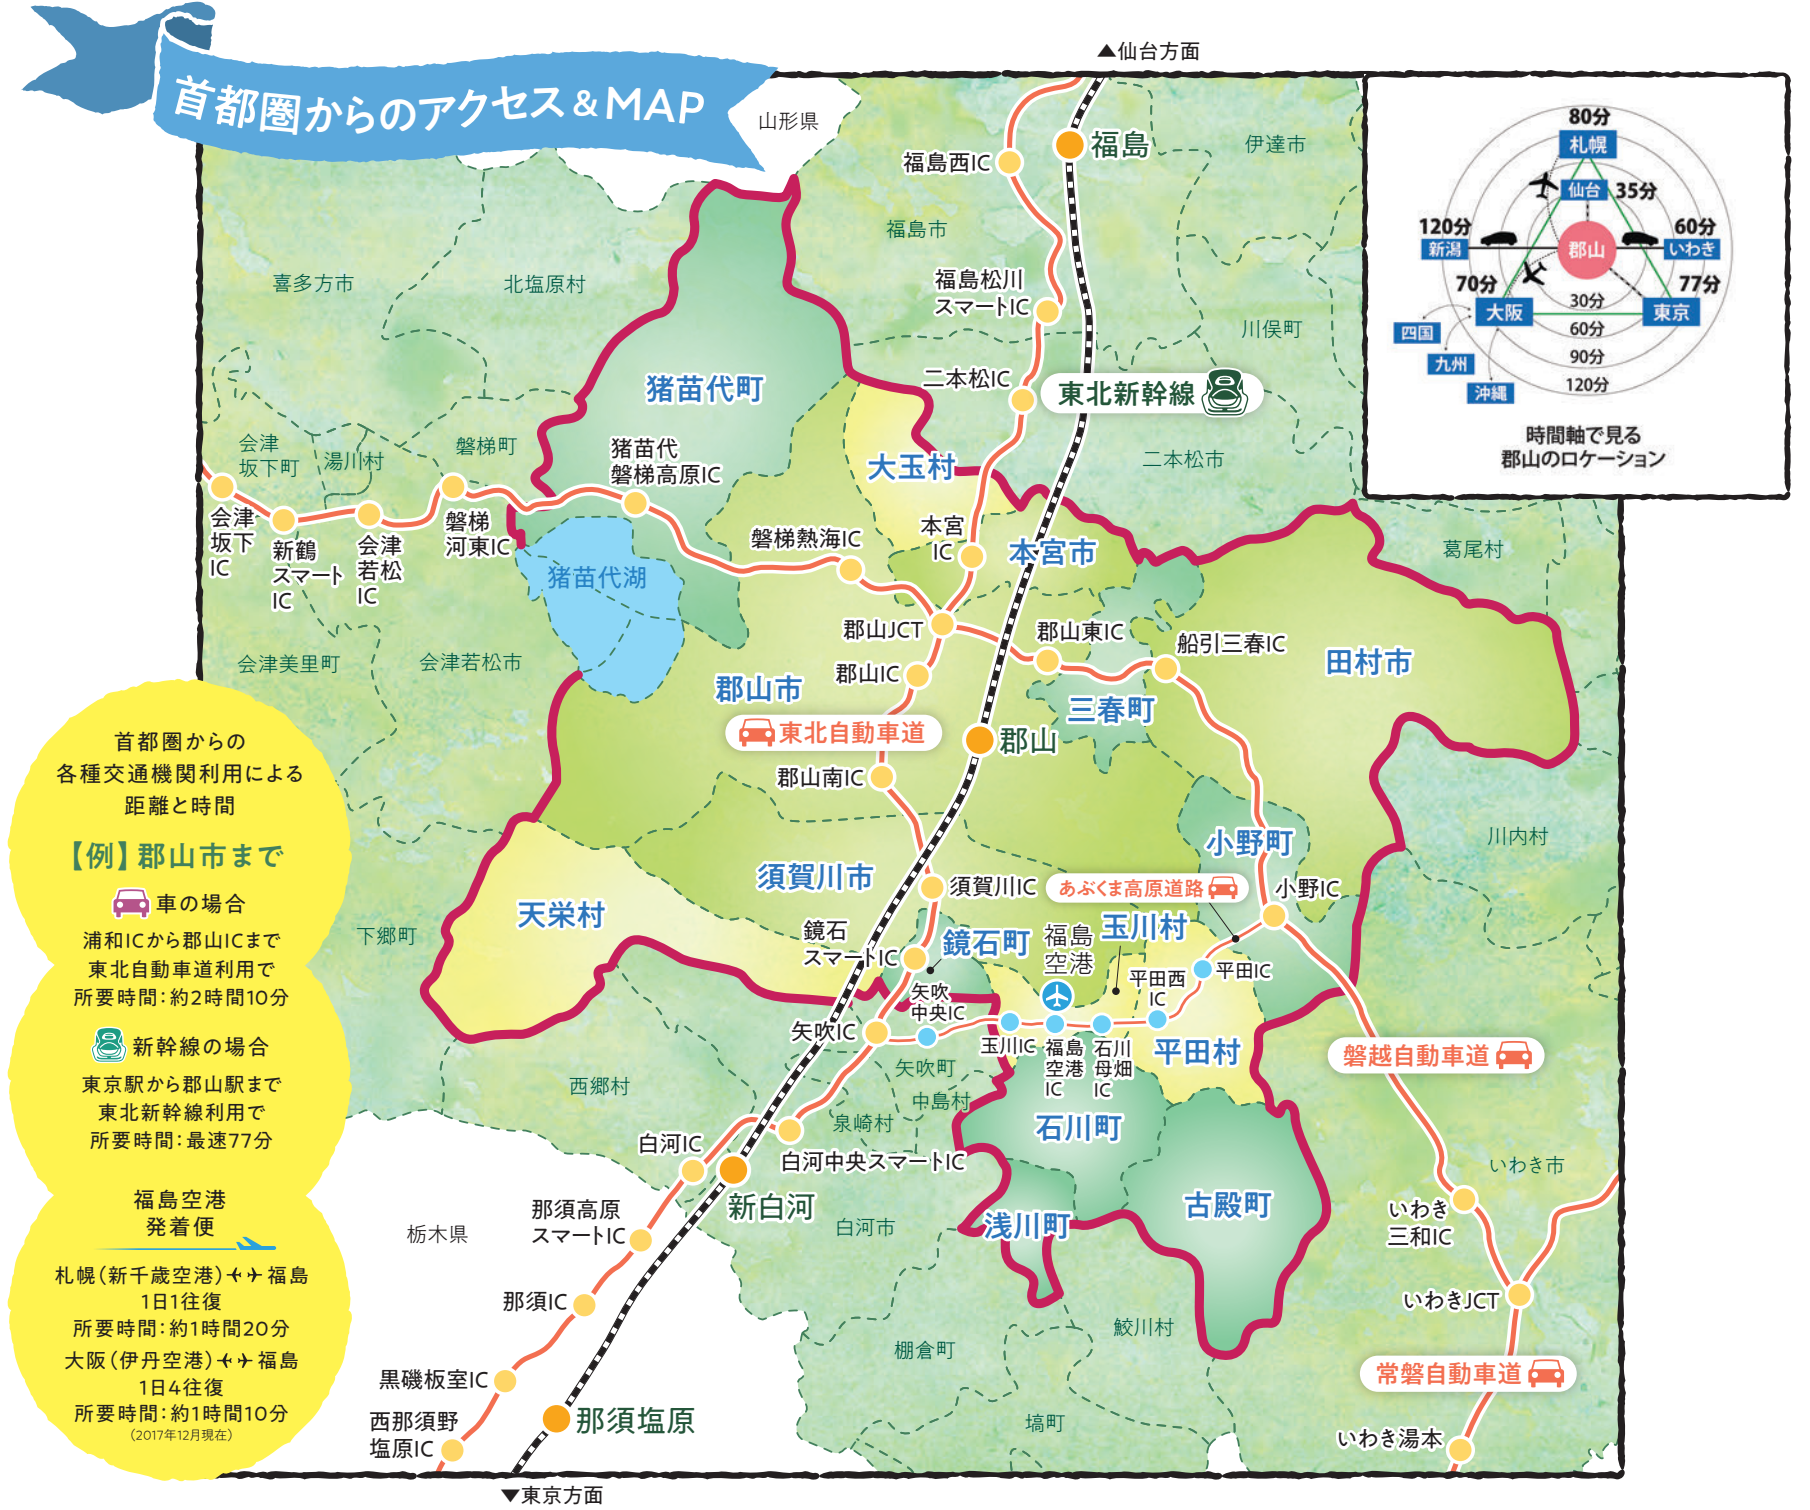 首都圏からのアクセス&MAP
▲仙台方面
山形県
福島西IC
福島
伊達市
福島市
喜多方市
北塩原村
福島松川
スマートIC
川俣町
二本松IC
東北新幹線
猪苗代町
大玉村
二本松市
会津
坂下町
湯川村
磐梯町
猪苗代
磐梯高原IC
会津
坂下
IC
新鶴
スマート
IC
会津
若松
IC
磐梯
河東IC
猪苗代湖
磐梯熱海IC
本宮
IC
本宮市
葛尾村
会津美里町
会津若松市
郡山JCT
郡山東IC
船引三春IC
田村市
郡山IC
郡山市
三春町
東北自動車道
郡山
郡山南IC
小野町
川内村
須賀川市
須賀川IC
あぶくま高原道路
小野IC
天栄村
下郷町
鏡石
スマートIC
鏡石町
福島
空港
玉川村
平田西
IC
平田IC
矢吹
中央IC
矢吹IC
玉川IC
福島
空港
IC
石川
母畑
IC
平田村
磐越自動車道
矢吹町
西郷村
中島村
泉崎村
石川町
白河IC
白河中央スマートIC
いわき市
新白河
那須高原
スマートIC
白河市
浅川町
古殿町
いわき
三和IC
栃木県
那須IC
いわきJCT
鮫川村
棚倉町
黒磯板室IC
常磐自動車道
西那須野
塩原IC
那須塩原
塙町
いわき湯本
▼東京方面
80分
札幌
仙台
35分
120分
新潟
郡山
60分
いわき
70分
大阪
77分
東京
30分
60分
90分
120分
四国
九州
沖縄
時間軸で見る
郡山のロケーション
首都圏からの
各種交通機関利用による
距離と時間
【例】郡山市まで
車の場合
浦和ICから郡山ICまで
東北自動車道利用で
所要時間：約2時間10分
新幹線の場合
東京駅から郡山駅まで
東北新幹線利用で
所要時間：最速77分
福島空港
発着便
札幌（新千歳空港）✈✈福島
1日1往復
所要時間：約1時間20分
大阪（伊丹空港）✈✈福島
1日4往復
所要時間：約1時間10分
（2017年12月現在）